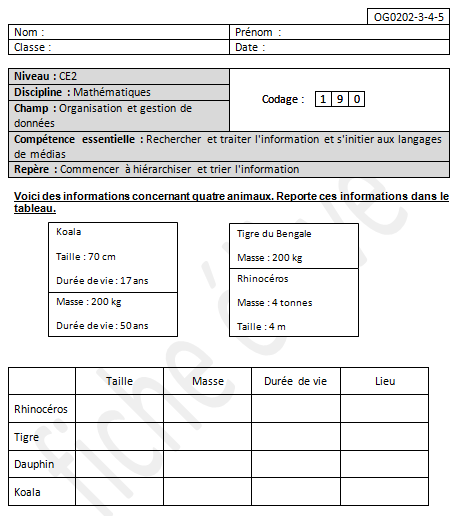 OG0202-3-4-5
Nom :
Prénom :
Classe :
Date :
Niveau : CE2
Discipline : Mathématiques
Champ : Organisation et gestion de
données
Codage : 1 9 0
Compétence essentielle : Rechercher et traiter l'information et s'initier aux langages
de médias
Repère : Commencer à hiérarchiser et trier l'information
Voici des informations concernant quatre animaux. Reporte ces informations dans le
tableau.
Koala
Taille : 70 cm
Durée de vie : 17 ans
Masse : 200 kg
Durée de vie : 50 ans
Tigre du Bengale
Masse : 200 kg
Rhinocéros
Masse : 4 tonnes
Taille : 4 m
Taille Masse Durée de vie Lieu
Rhinocéros
Tigre
Dauphin
Koala
fiche élève